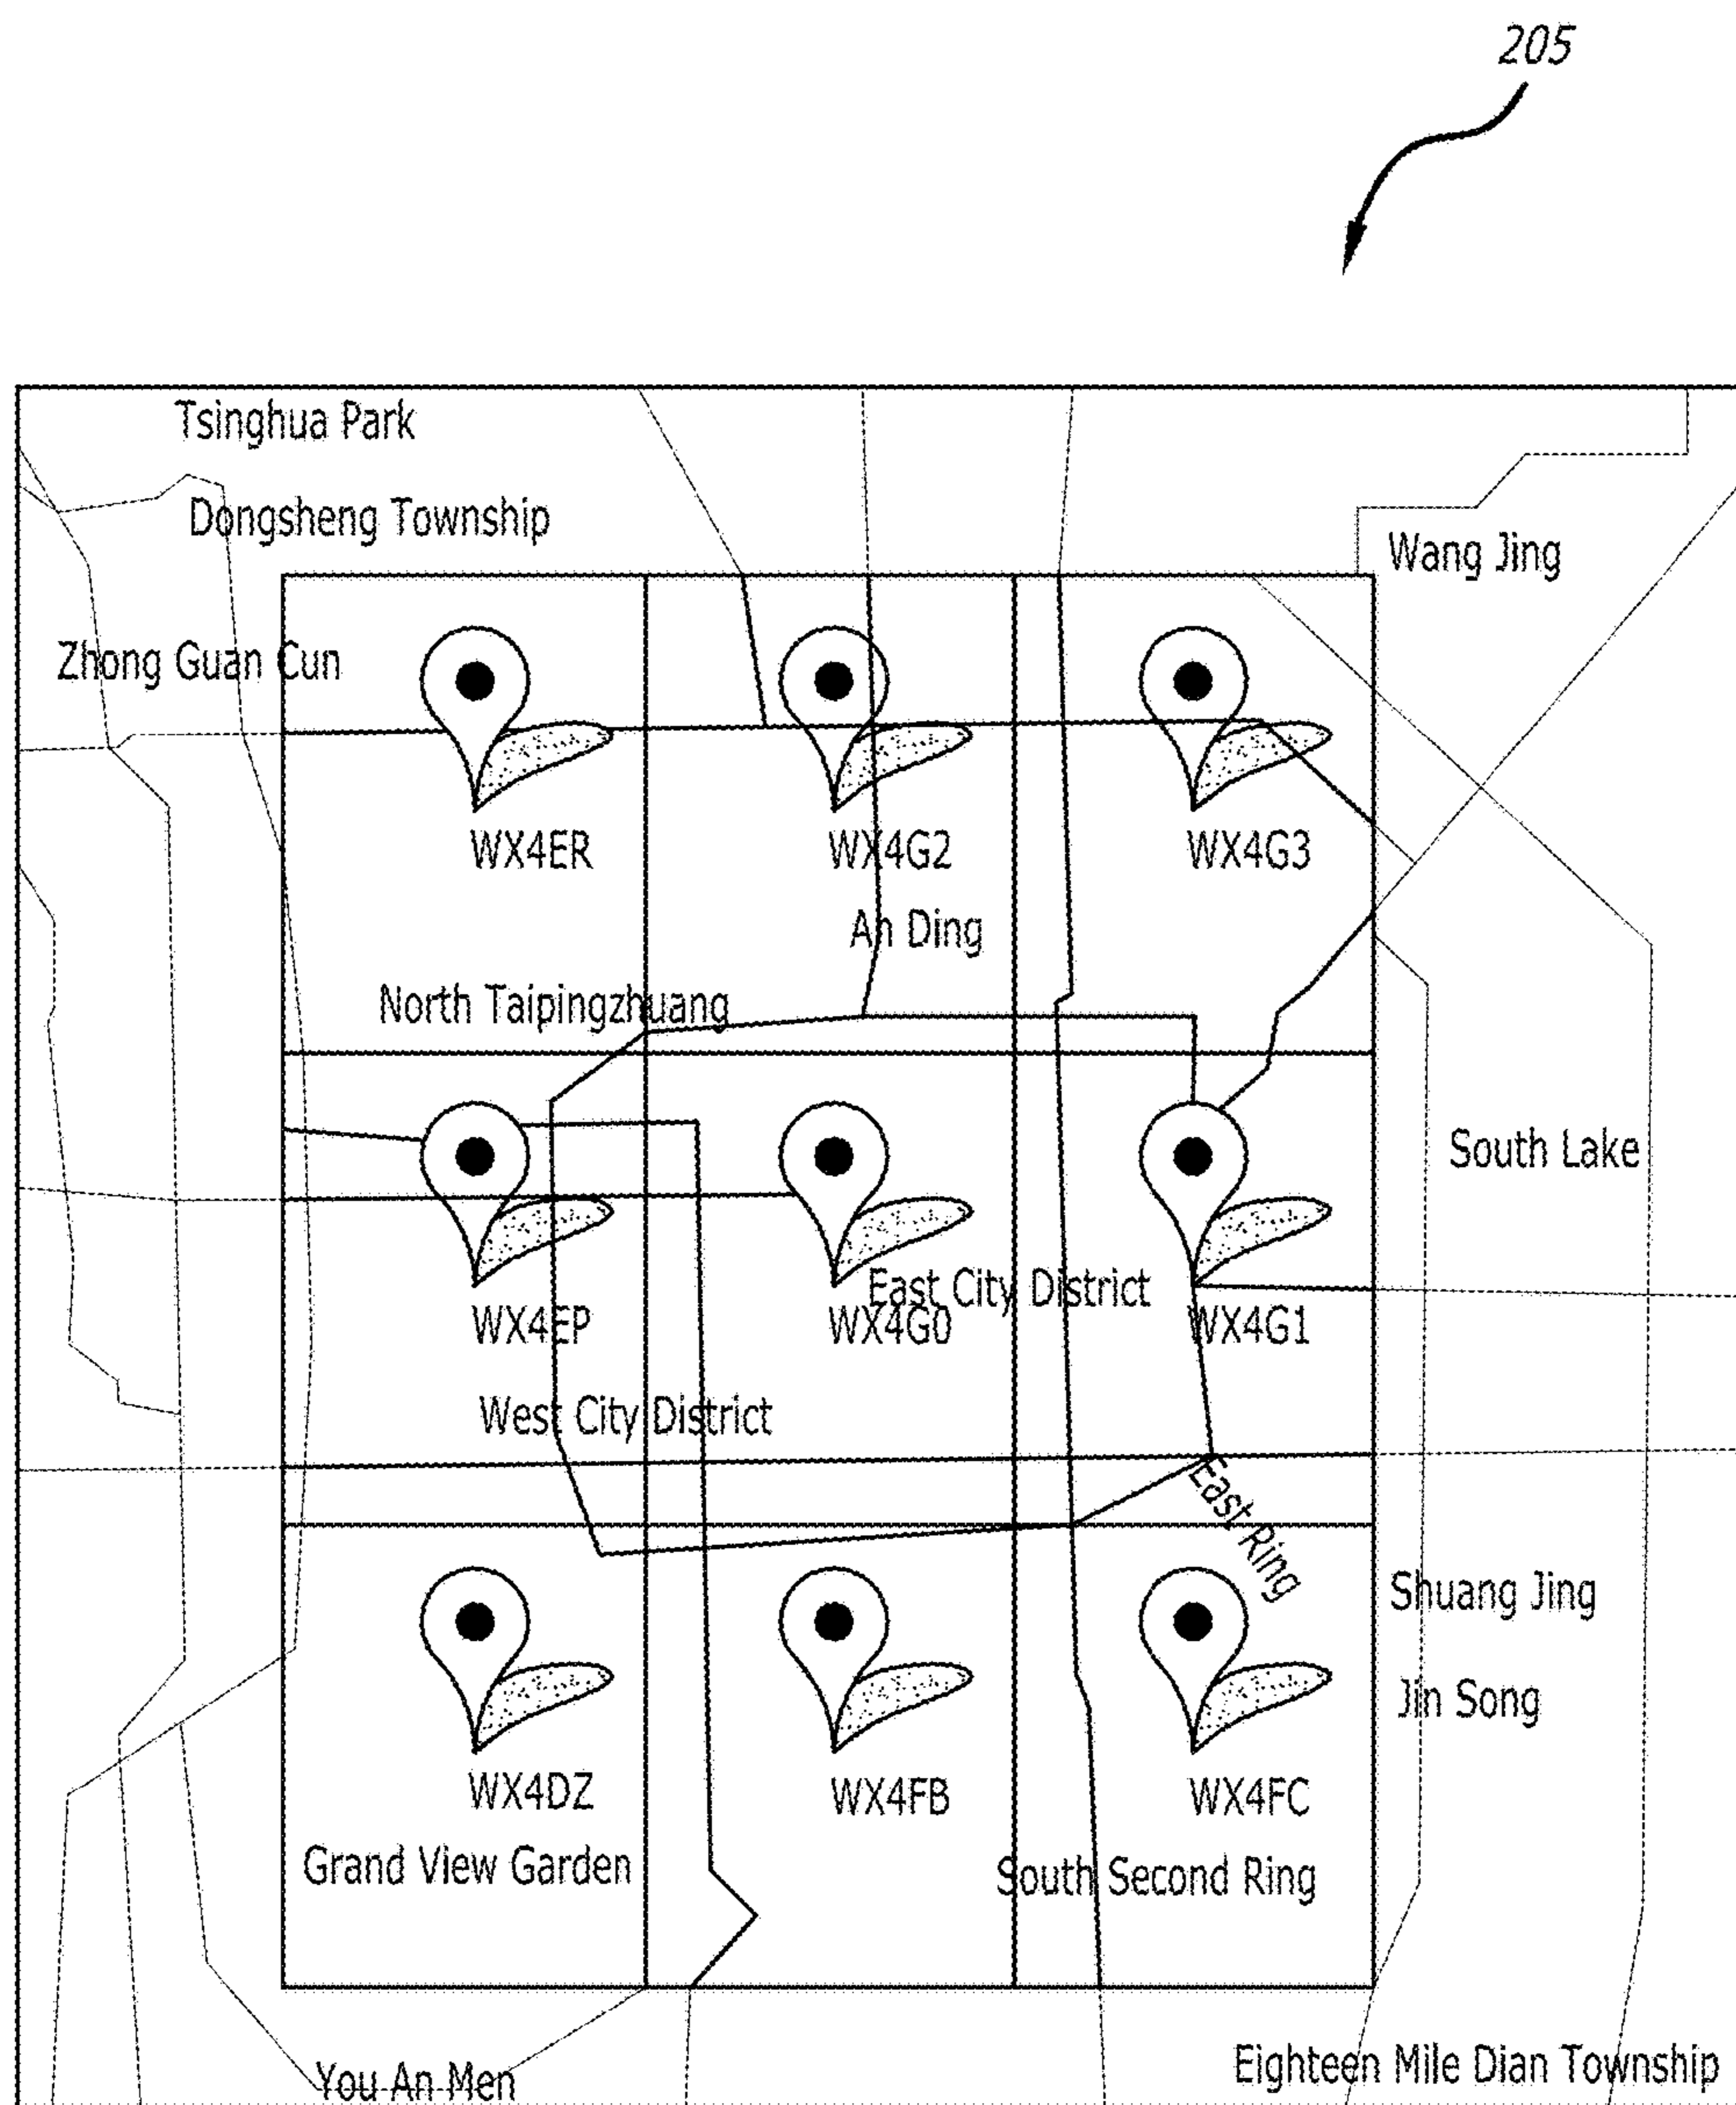 205
Tsinghua Park
Dongsheng Township
Wang Jing
Zhong Guan Cun
WX4ER
WX4G2
WX4G3
An Ding
North Taipingzhuang
South Lake
East City District
WX4EP
WX4G0
WX4G1
West City District
East Ring
Shuang Jing
Jin Song
WX4DZ
WX4FB
WX4FC
Grand View Garden
South Second Ring
You An Men
Eighteen Mile Dian Township